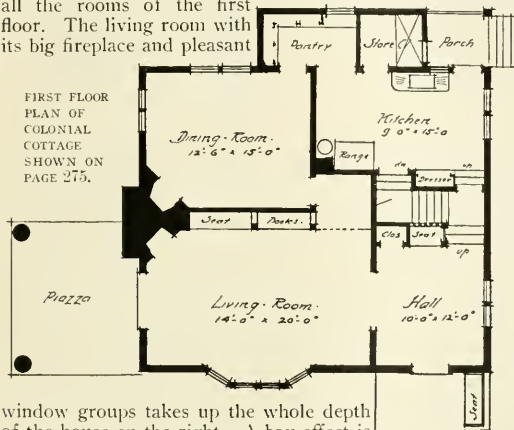 all the rooms of the first
floor. The living room with
its big fireplace and pleasant
FIRST FLOOR
PLAN OF
COLONIAL
COTTAGE
SHOWN ON
PAGE 275.
Pantry
Store
Porch
Kitchen
9'-0" x 15'-0
Dining-Room.
12'-6" x 15'-0"
Range
dn
up
Dresser
Seat
Books.
Clos
Seat
up
Piazza
Living-Room.
14'-0" x 20'-0"
Hall
10'-0" x 12'-0"
Seat
window groups takes up the whole depth
of the house on the right. A bay effect is